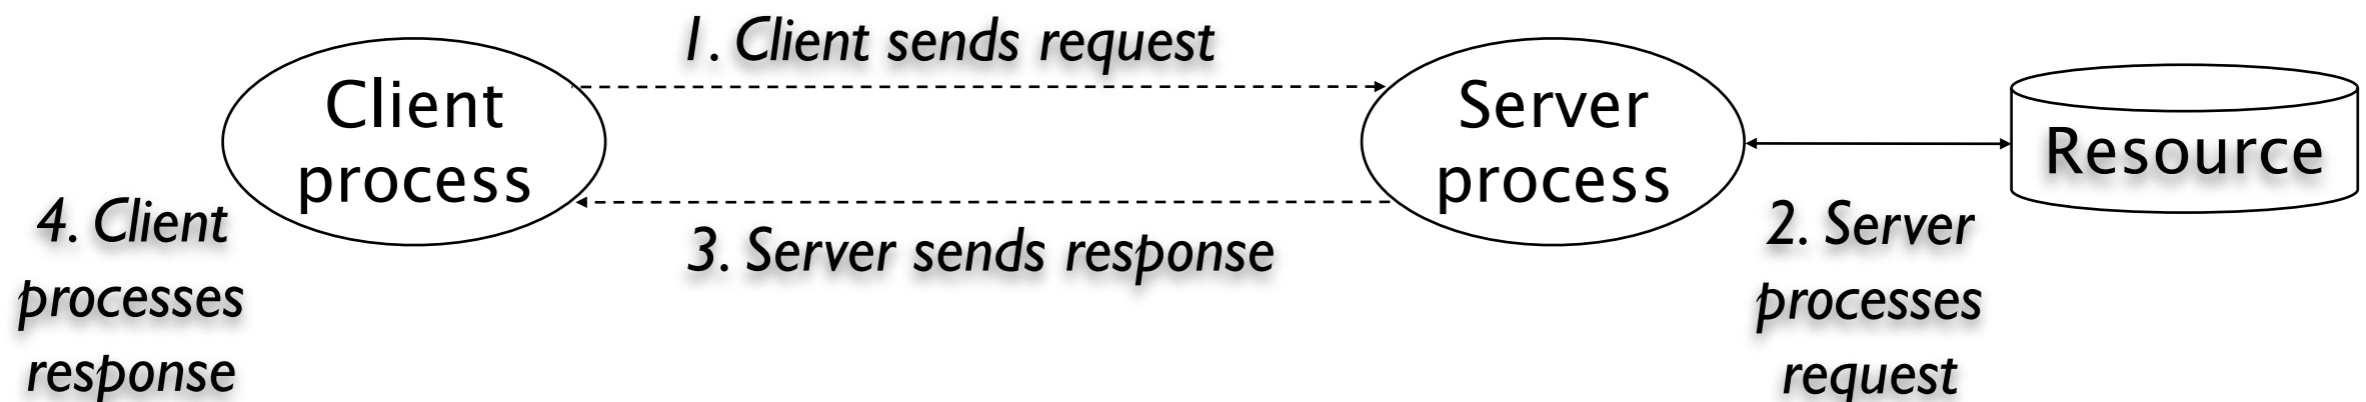 1. Client sends request
Client
process
Server
process
Resource
3. Server sends response
2. Server
processes
request
4. Client
processes
response